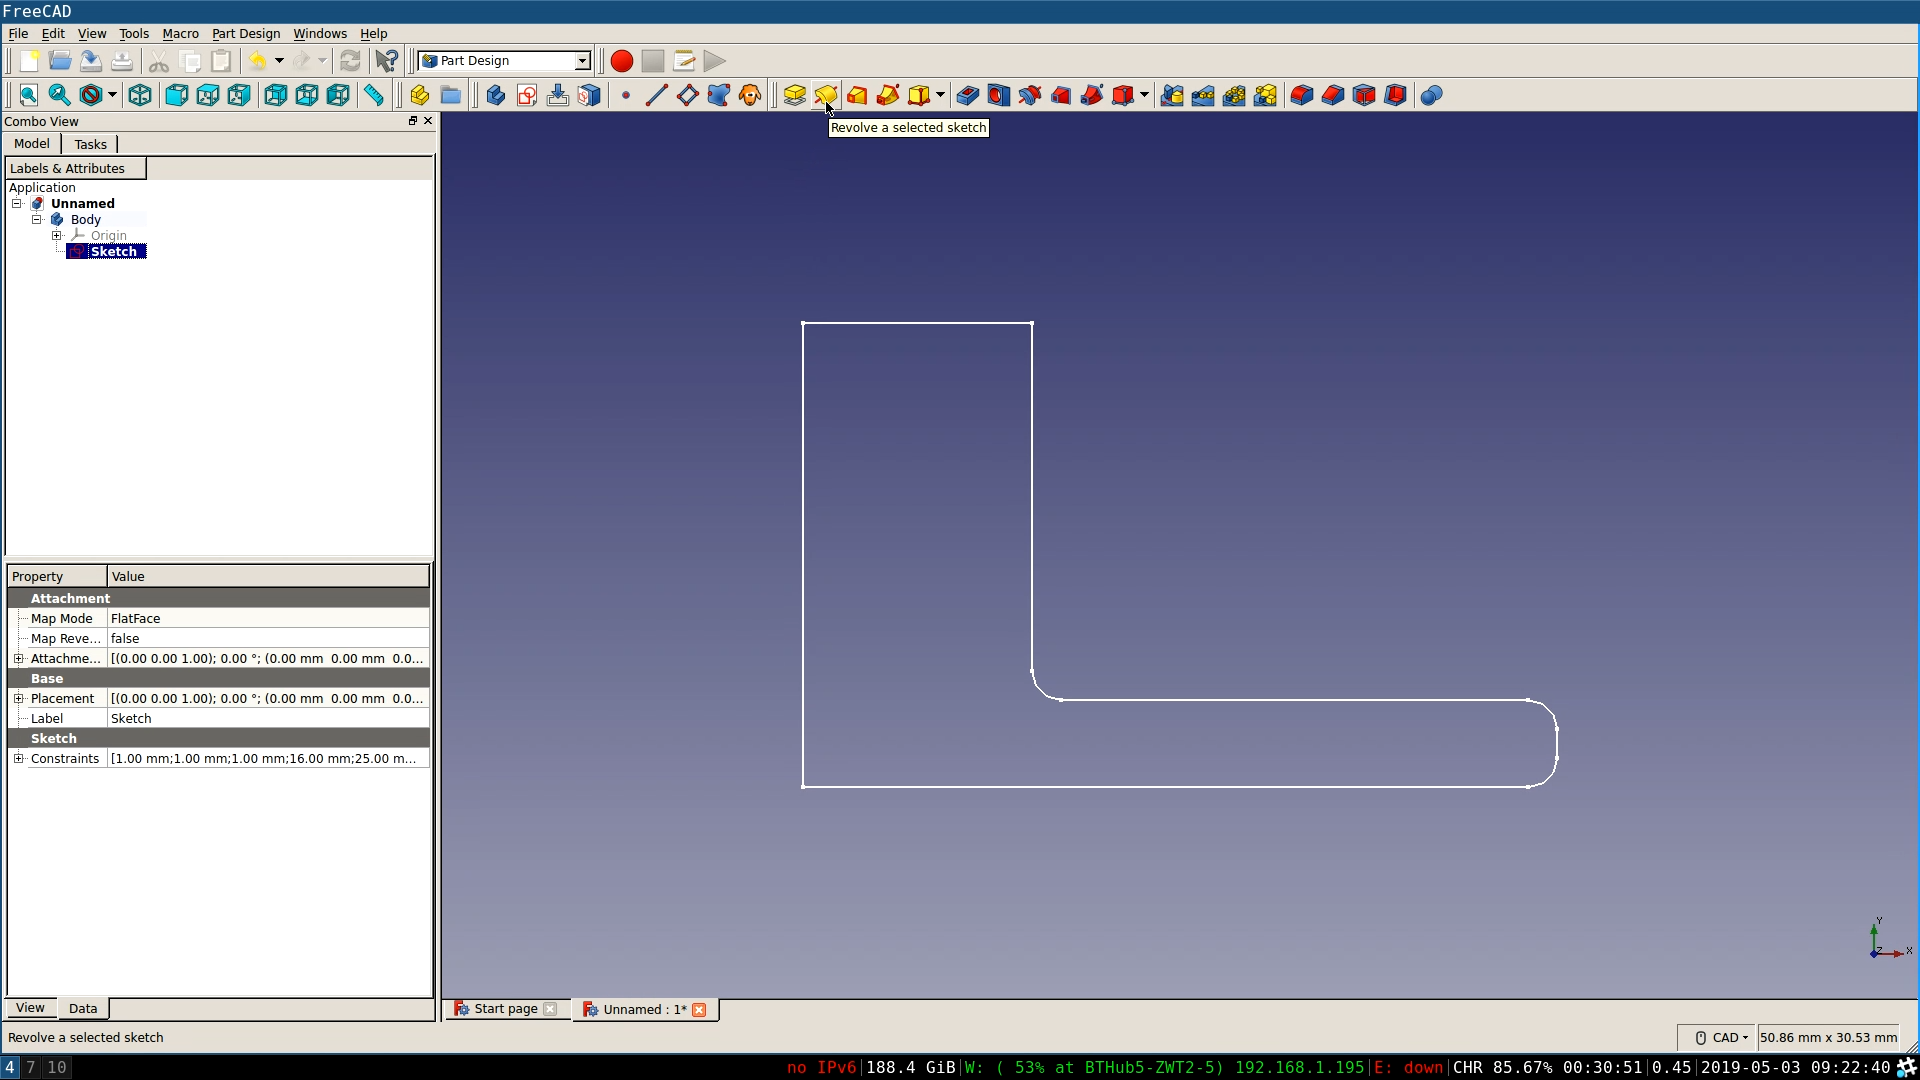 FreeCAD
File Edit View Tools Macro Part Design Windows Help
Part Design
Combo View
Revolve a selected sketch
Model Tasks
Labels & Attributes
Application
Unnamed
Body
Origin
Sketch
Property Value
Attachment
Map Mode FlatFace
Map Reve... false
Attachme... [(0.00 0.00 1.00); 0.00 °; (0.00 mm 0.00 mm 0.0...
Base
Placement [(0.00 0.00 1.00); 0.00 °; (0.00 mm 0.00 mm 0.0...
Label Sketch
Sketch
Constraints [1.00 mm;1.00 mm;1.00 mm;16.00 mm;25.00 m...
Y
Z X
View Data
Start page Unnamed : 1*
Revolve a selected sketch
CAD 50.86 mm x 30.53 mm
4 7 10 no IPv6|188.4 GiB|W: ( 53% at BTHub5-ZWT2-5) 192.168.1.195|E: down|CHR 85.67% 00:30:51|0.45|2019-05-03 09:22:40